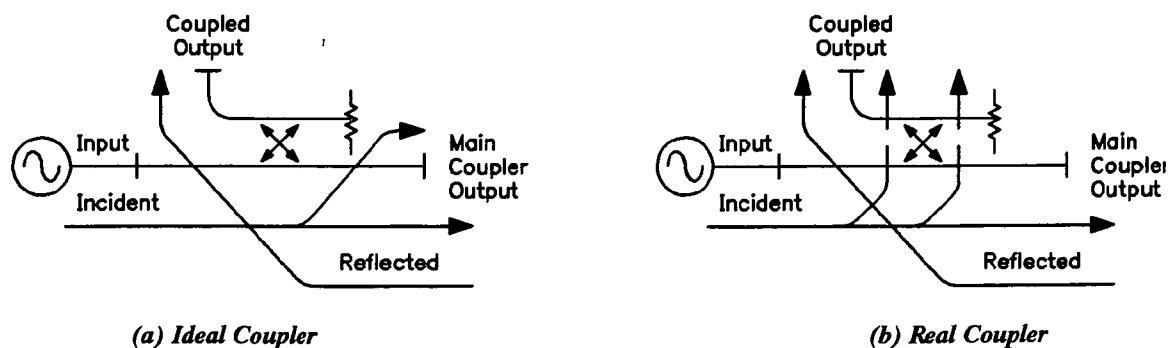 Coupled
Output
Input
Incident
Main
Coupler
Output
Reflected
(a) Ideal Coupler
Coupled
Output
Input
Incident
Main
Coupler
Output
Reflected
(b) Real Coupler